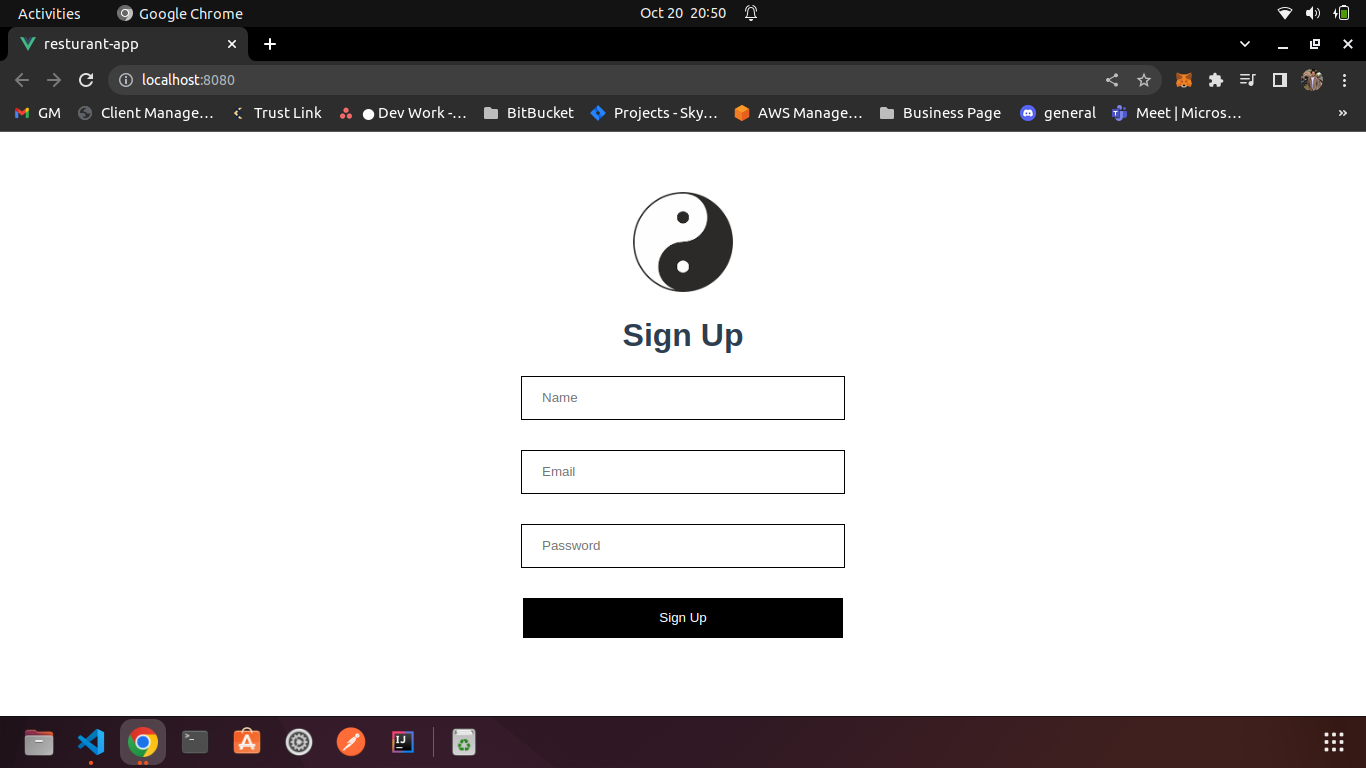 Activities Google Chrome Oct 20 20:50
resturant-app
localhost:8080
GM Client Manage... Trust Link Dev Work -... BitBucket Projects - Sky... AWS Manage... Business Page general Meet | Micros... »
Sign Up
Name
Email
Password
Sign Up
IJ